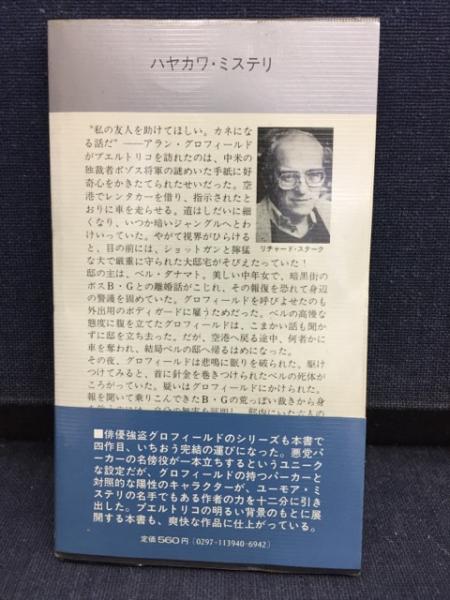 ハヤカワ・ミステリ
〝私の友人を助けてほしい。カネにな
る話だ〟――アラン・グロフィールド
がプエルトリコを訪れたのは、中米の
独裁者ポゾス将軍の謎めいた手紙に好
奇心をかきたてられたせいだった。空
港でレンタカーを借り、指示されたと
おりに車を走らせる。道はしだいに細
くなり、いつか暗いジャングルへとわ
けいっていた。やがて視界がひらける
と、目の前には、ショットガンと獰猛
な犬で厳重に守られた大邸宅がそびえたっていた！
リチャード・スターク
邸の主は、ベル・ダナマト。美しい中年女で、暗黒街の
ボスB・Gとの離婚話がこじれ、その報復を恐れて身辺
の警護を固めていた。グロフィールドを呼びよせたのも
外出用のボディガードに雇うためだった。ベルの高慢な
態度に腹を立てたグロフィールドは、こまかい話も聞か
ずに邸を立ち去った。だが、空港へ戻る途中、何者かに
車を奪われ、結局ベルの邸へ帰るはめになった。
その夜、グロフィールドは悲鳴に眠りを破られた。駆け
つけてみると、首に針金を巻きつけられたベルの死体が
ころがっていた。疑いはグロフィールドにかけられた。
報を聞いて乗りこんできたB・Gの荒っぽい裁きから身
■俳優強盗グロフィールドのシリーズも本書で
四作目、いちおう完結の運びになった。悪党パ
ーカーの名傍役が一本立ちするというユニーク
な設定だが、グロフィールドの持つパーカーと
対照的な陽性のキャラクターが、ユーモア・ミ
ステリの名手でもある作者の力を十二分に引き
出した。プエルトリコの明るい背景のもとに展
開する本書も、爽快な作品に仕上がっている。
定価560円（0297-113940-6942）